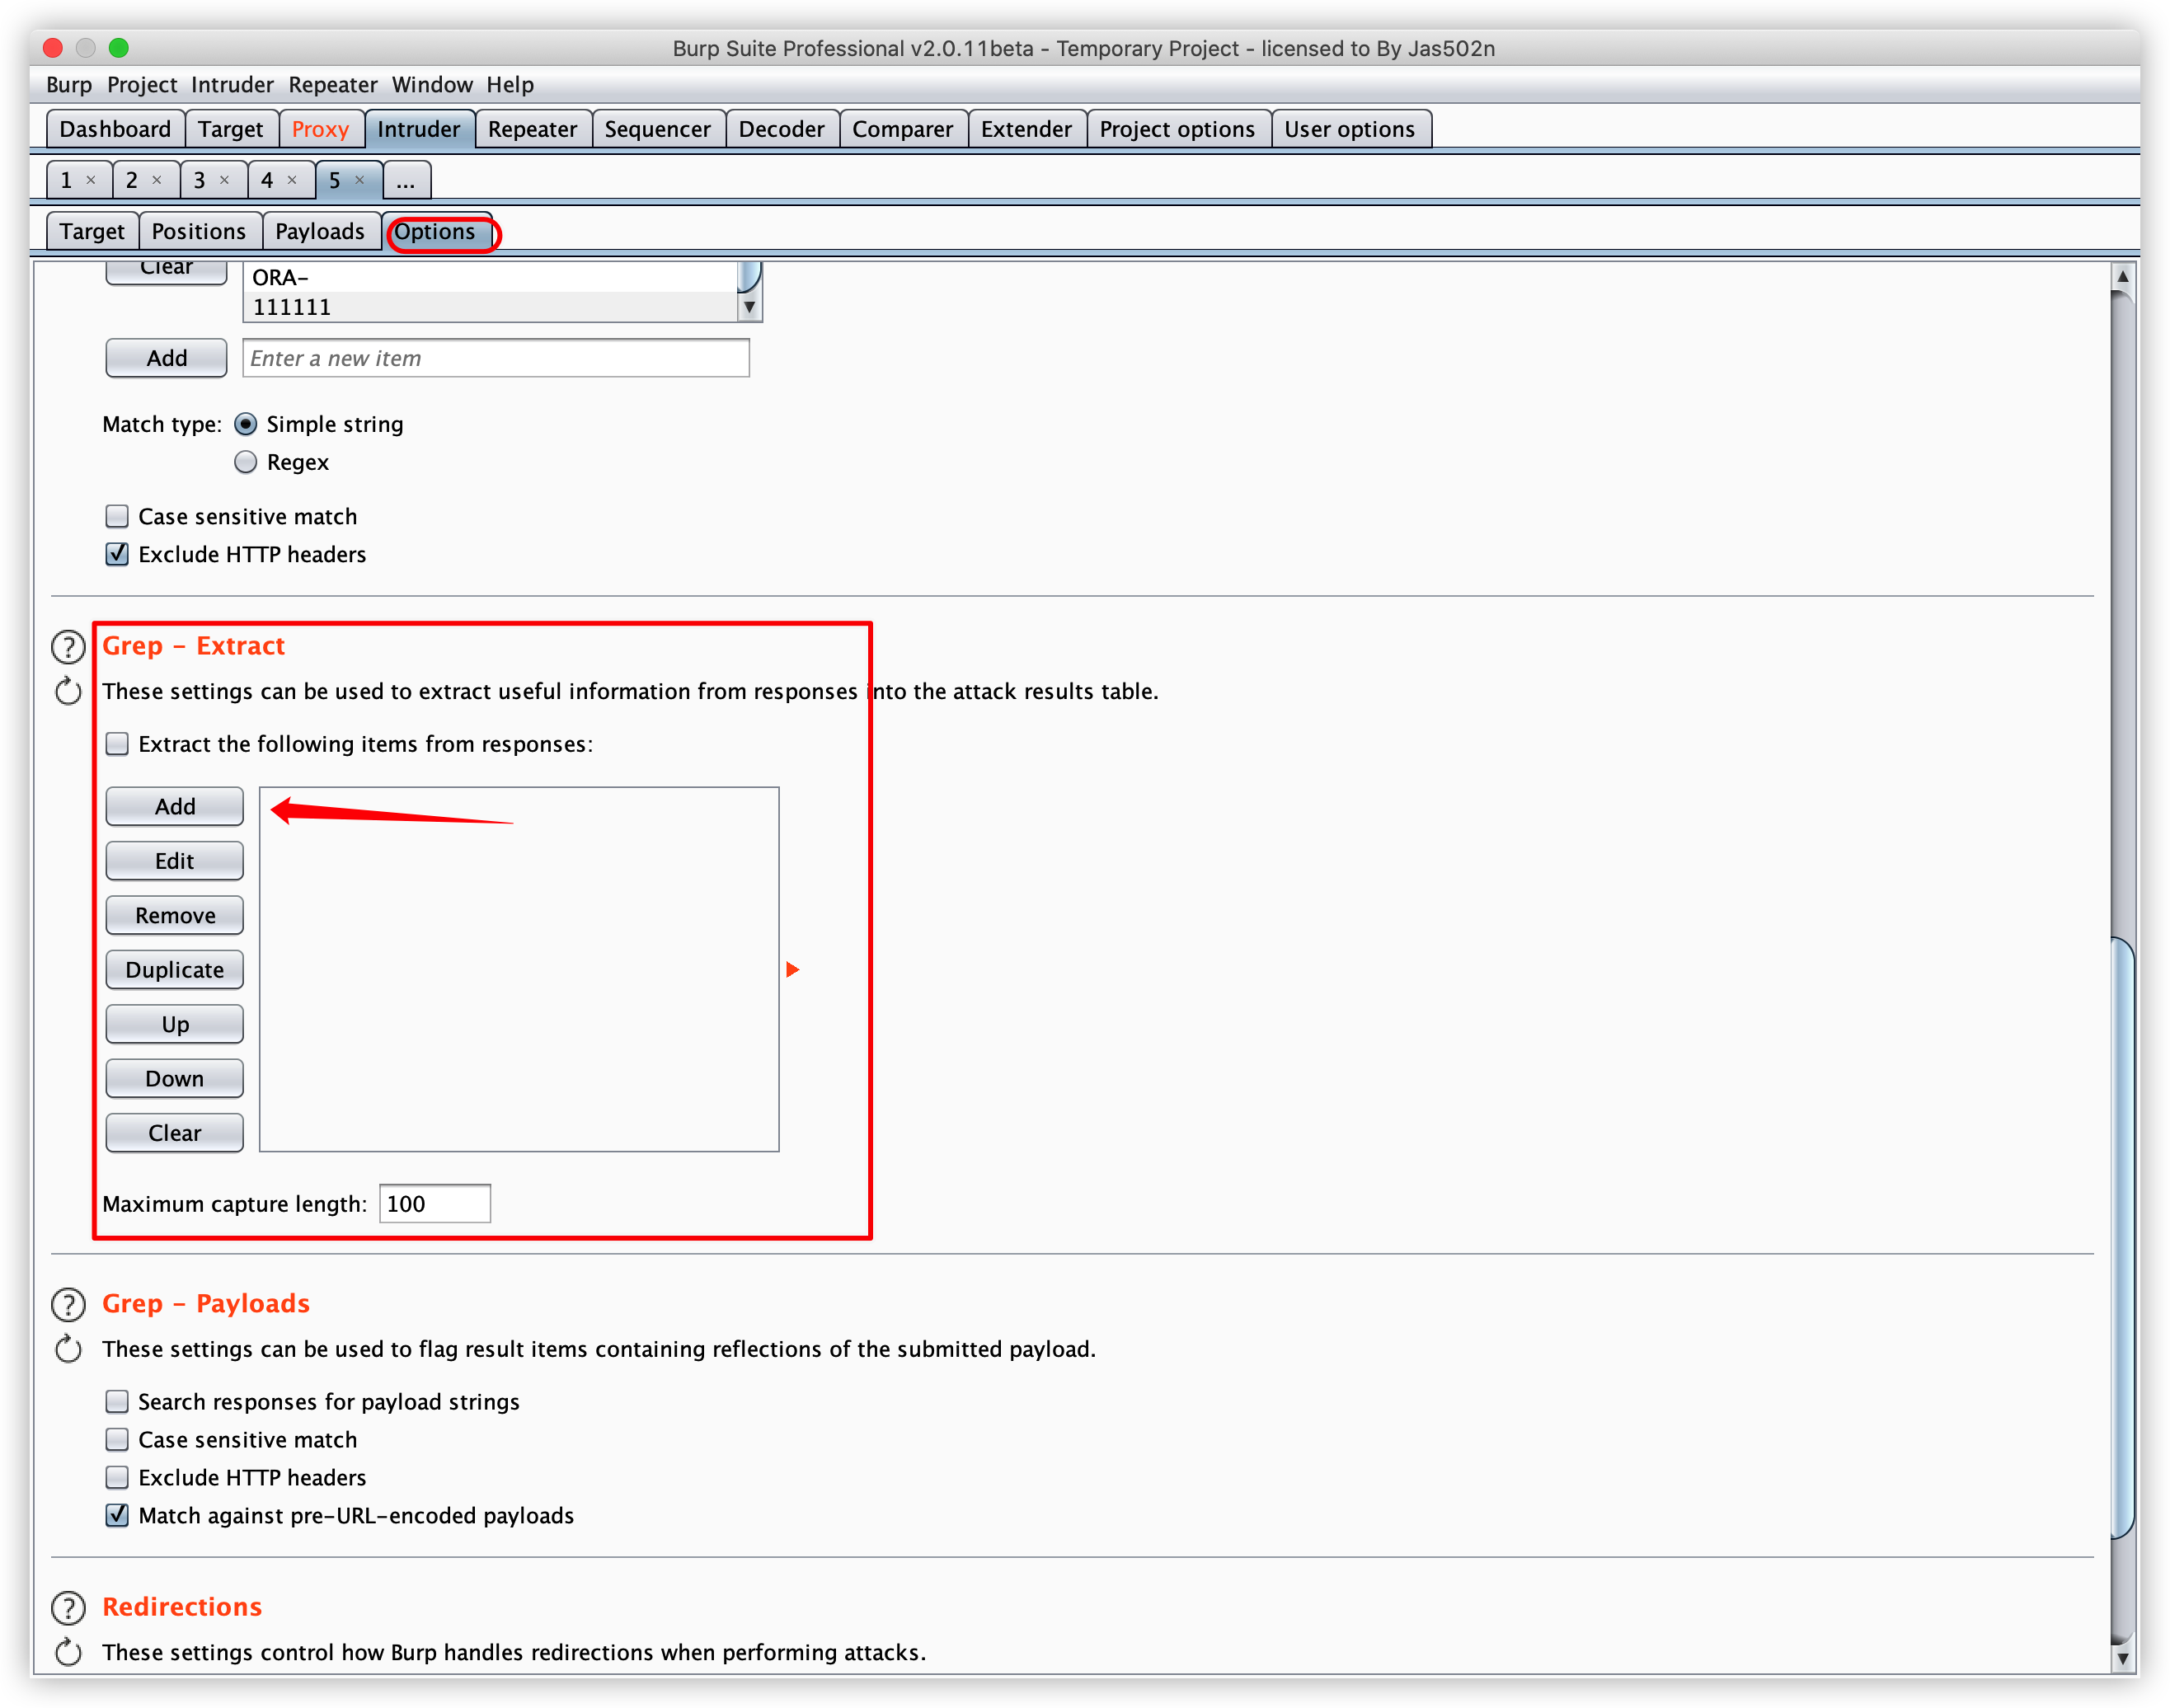 Burp Suite Professional v2.0.11beta - Temporary Project - licensed to By Jas502n
Burp Project Intruder Repeater Window Help
Dashboard Target Proxy Intruder Repeater Sequencer Decoder Comparer Extender Project options User options
1 × 2 × 3 × 4 × 5 × ...
Target Positions Payloads Options
Clear
ORA-
111111
Add Enter a new item
Match type: Simple string
Regex
Case sensitive match
Exclude HTTP headers
? Grep - Extract
These settings can be used to extract useful information from responses into the attack results table.
Extract the following items from responses:
Add
Edit
Remove
Duplicate
Up
Down
Clear
Maximum capture length: 100
? Grep - Payloads
These settings can be used to flag result items containing reflections of the submitted payload.
Search responses for payload strings
Case sensitive match
Exclude HTTP headers
Match against pre-URL-encoded payloads
? Redirections
These settings control how Burp handles redirections when performing attacks.